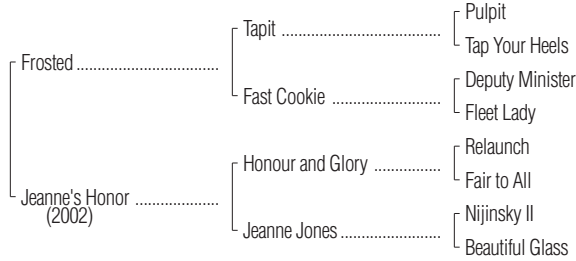 Pulpit
Tapit ........................................
Tap Your Heels
Frosted ....................................
Deputy Minister
Fast Cookie ...........................
Fleet Lady
Relaunch
Honour and Glory .................
Fair to All
Jeanne's Honor .....................
(2002)
Nijinsky II
Jeanne Jones .........................
Beautiful Glass